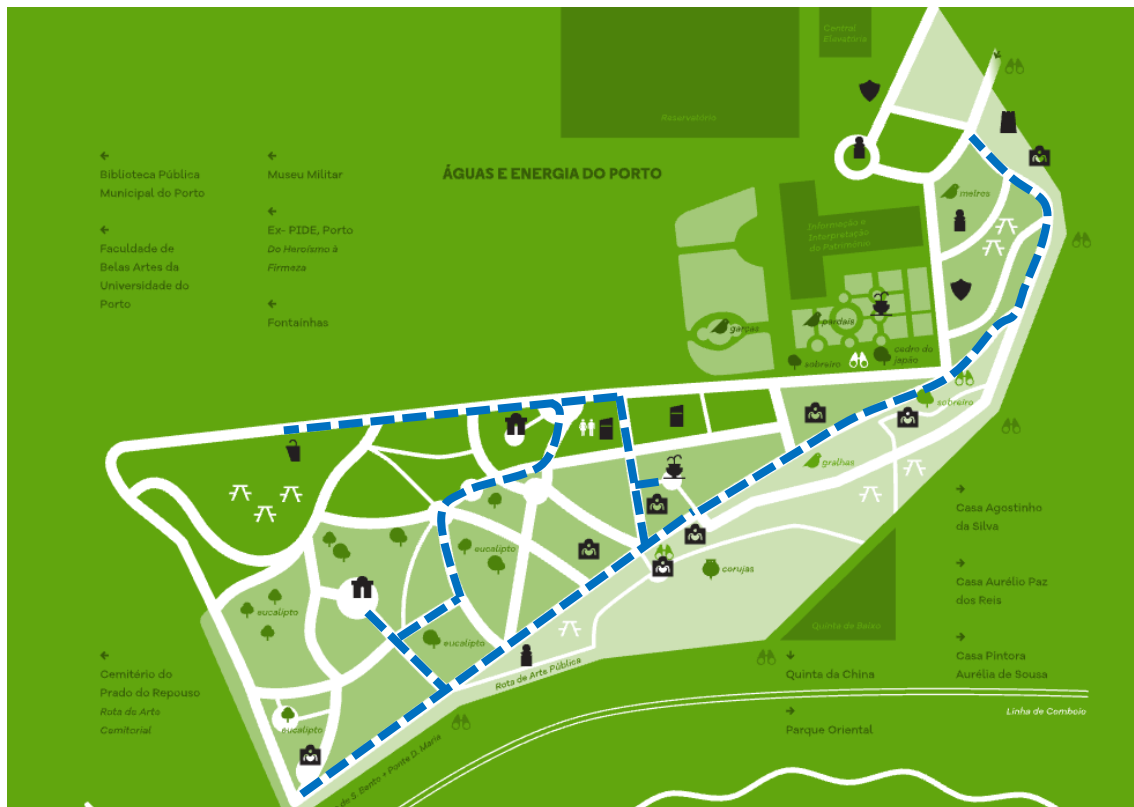 Central
Elevatória
Reservatório
ÁGUAS E ENERGIA DO PORTO
←
Biblioteca Pública
Municipal do Porto
←
Faculdade de
Belas Artes da
Universidade do
Porto
←
Museu Militar
←
Ex- PIDE, Porto
Do Heroísmo à
Firmeza
←
Fontainhas
melros
Informação e
Interpretação
do Património
garças
pardais
sobreiro
cedro do
japão
sobreiro
gralhas
eucalipto
corujas
eucalipto
eucalipto
eucalipto
→
Casa Agostinho
da Silva
→
Casa Aurélio Paz
dos Reis
→
Casa Pintora
Aurélia de Sousa
Quinta de Baixo
↓
Quinta da China
→
Parque Oriental
Linha de Comboio
←
Cemitério do
Prado do Repouso
Rota de Arte
Cemiterial
Rota de Arte Pública
de S. Bento + Ponte D. Maria